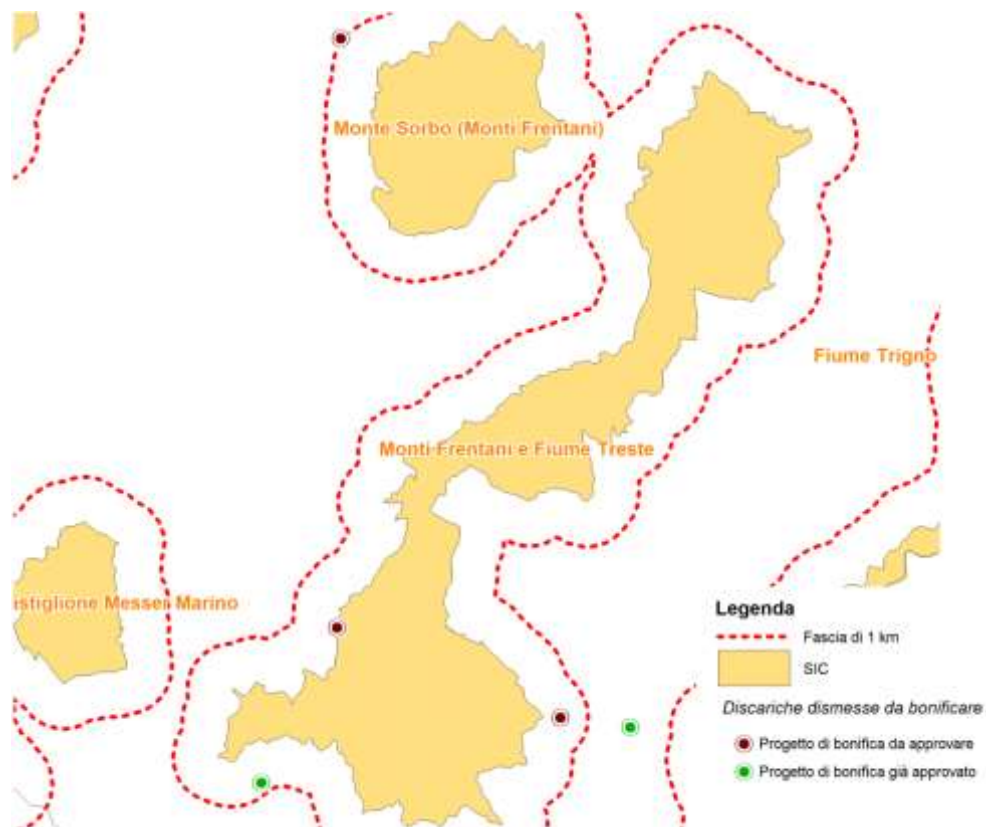 Monte Sorbo (Monti Frentani)
Fiume Trigno
Monti Frentani e Fiume Treste
istiglione Messer Marino
Legenda
Fascia di 1 km
SIC
Discariche dismesse da bonificare
Progetto di bonifica da approvare
Progetto di bonifica già approvato